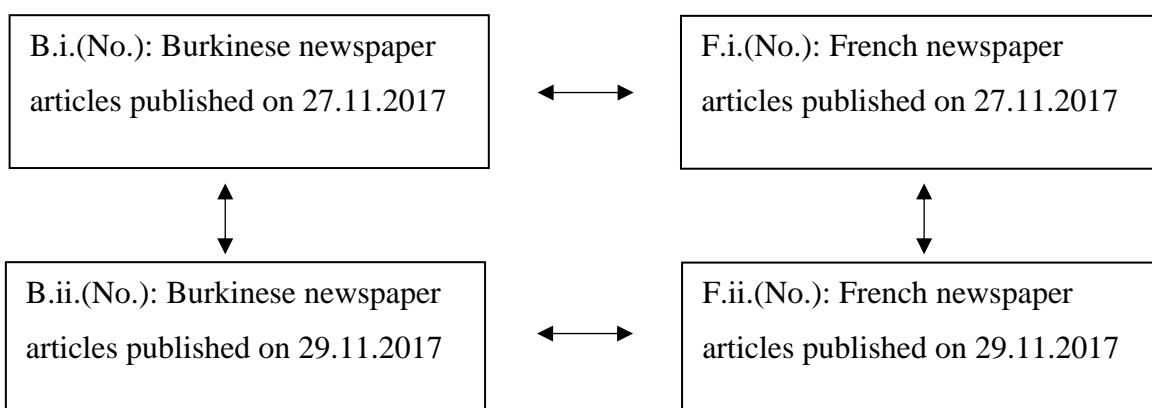 B.i.(No.): Burkinese newspaper
articles published on 27.11.2017
F.i.(No.): French newspaper
articles published on 27.11.2017
B.ii.(No.): Burkinese newspaper
articles published on 29.11.2017
F.ii.(No.): French newspaper
articles published on 29.11.2017